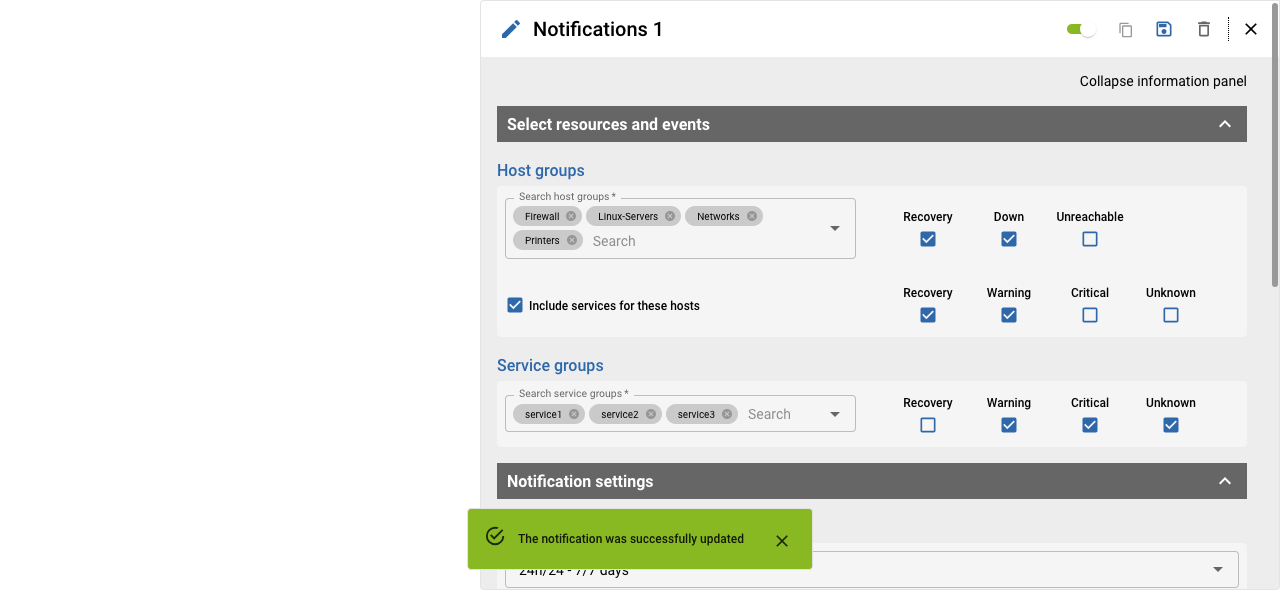 Notifications 1
Collapse information panel
Select resources and events
Host groups
Search host groups *
Firewall Linux-Servers Networks
Printers Search
Recovery Down Unreachable
Include services for these hosts
Recovery Warning Critical Unknown
Service groups
Search service groups *
service1 service2 service3 Search
Recovery Warning Critical Unknown
Notification settings
The notification was successfully updated
24h/24 - 7/7 days